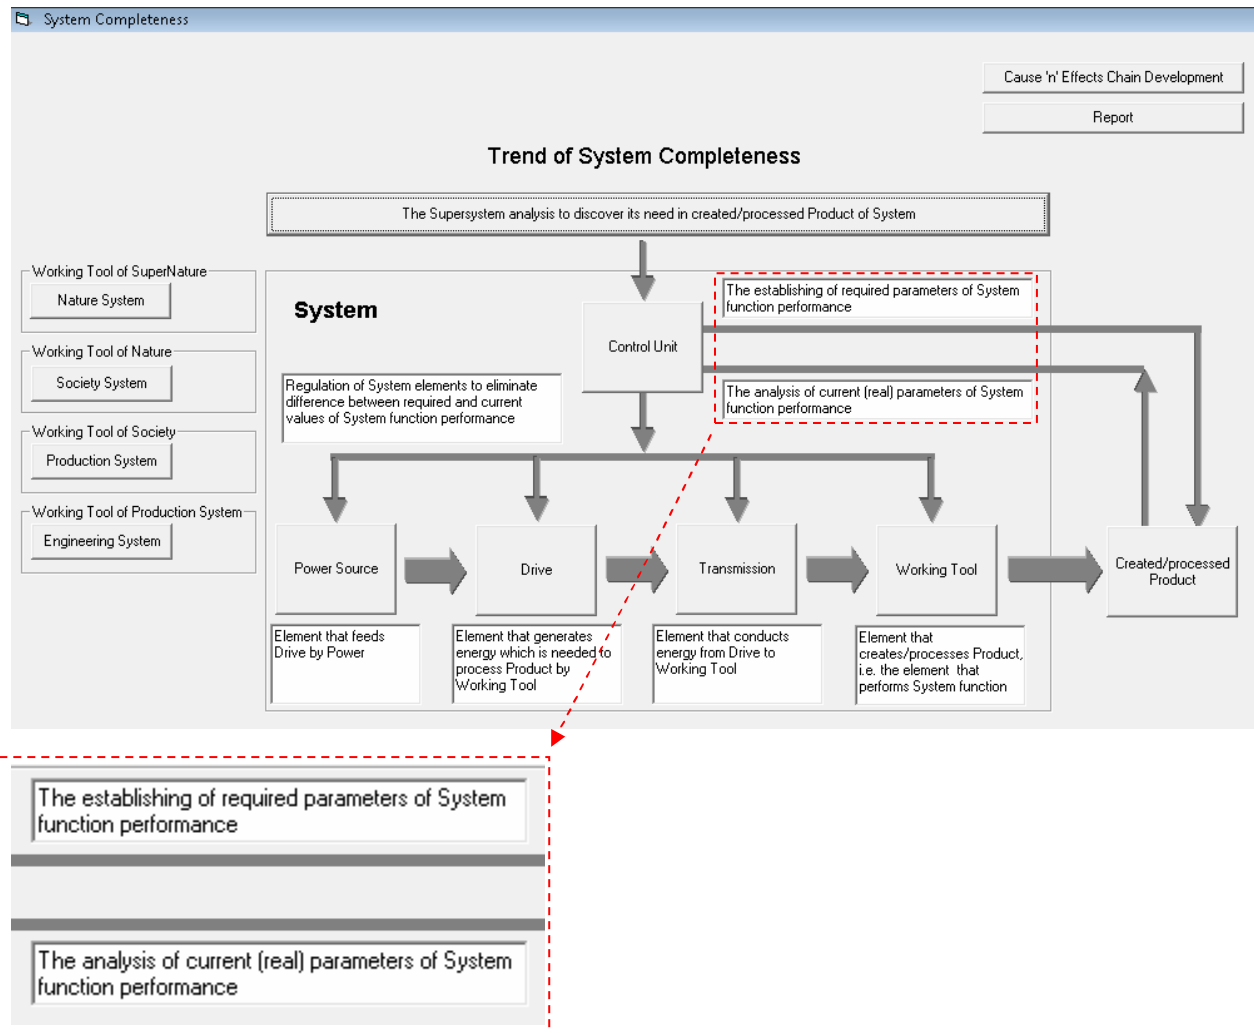 System Completeness
Cause 'n' Effects Chain Development
Report
Trend of System Completeness
The Supersystem analysis to discover its need in created/processed Product of System
Working Tool of SuperNature
Nature System
Working Tool of Nature
Society System
Working Tool of Society
Production System
Working Tool of Production System
Engineering System
System
The establishing of required parameters of System
function performance
Control Unit
The analysis of current (real) parameters of System
function performance
Regulation of System elements to eliminate
difference between required and current
values of System function performance
Power Source
Drive
Transmission
Working Tool
Created/processed
Product
Element that feeds
Drive by Power
Element that generates
energy which is needed to
process Product by
Working Tool
Element that conducts
energy from Drive to
Working Tool
Element that
creates/processes Product,
i.e. the element that
performs System function
The establishing of required parameters of System
function performance
The analysis of current (real) parameters of System
function performance